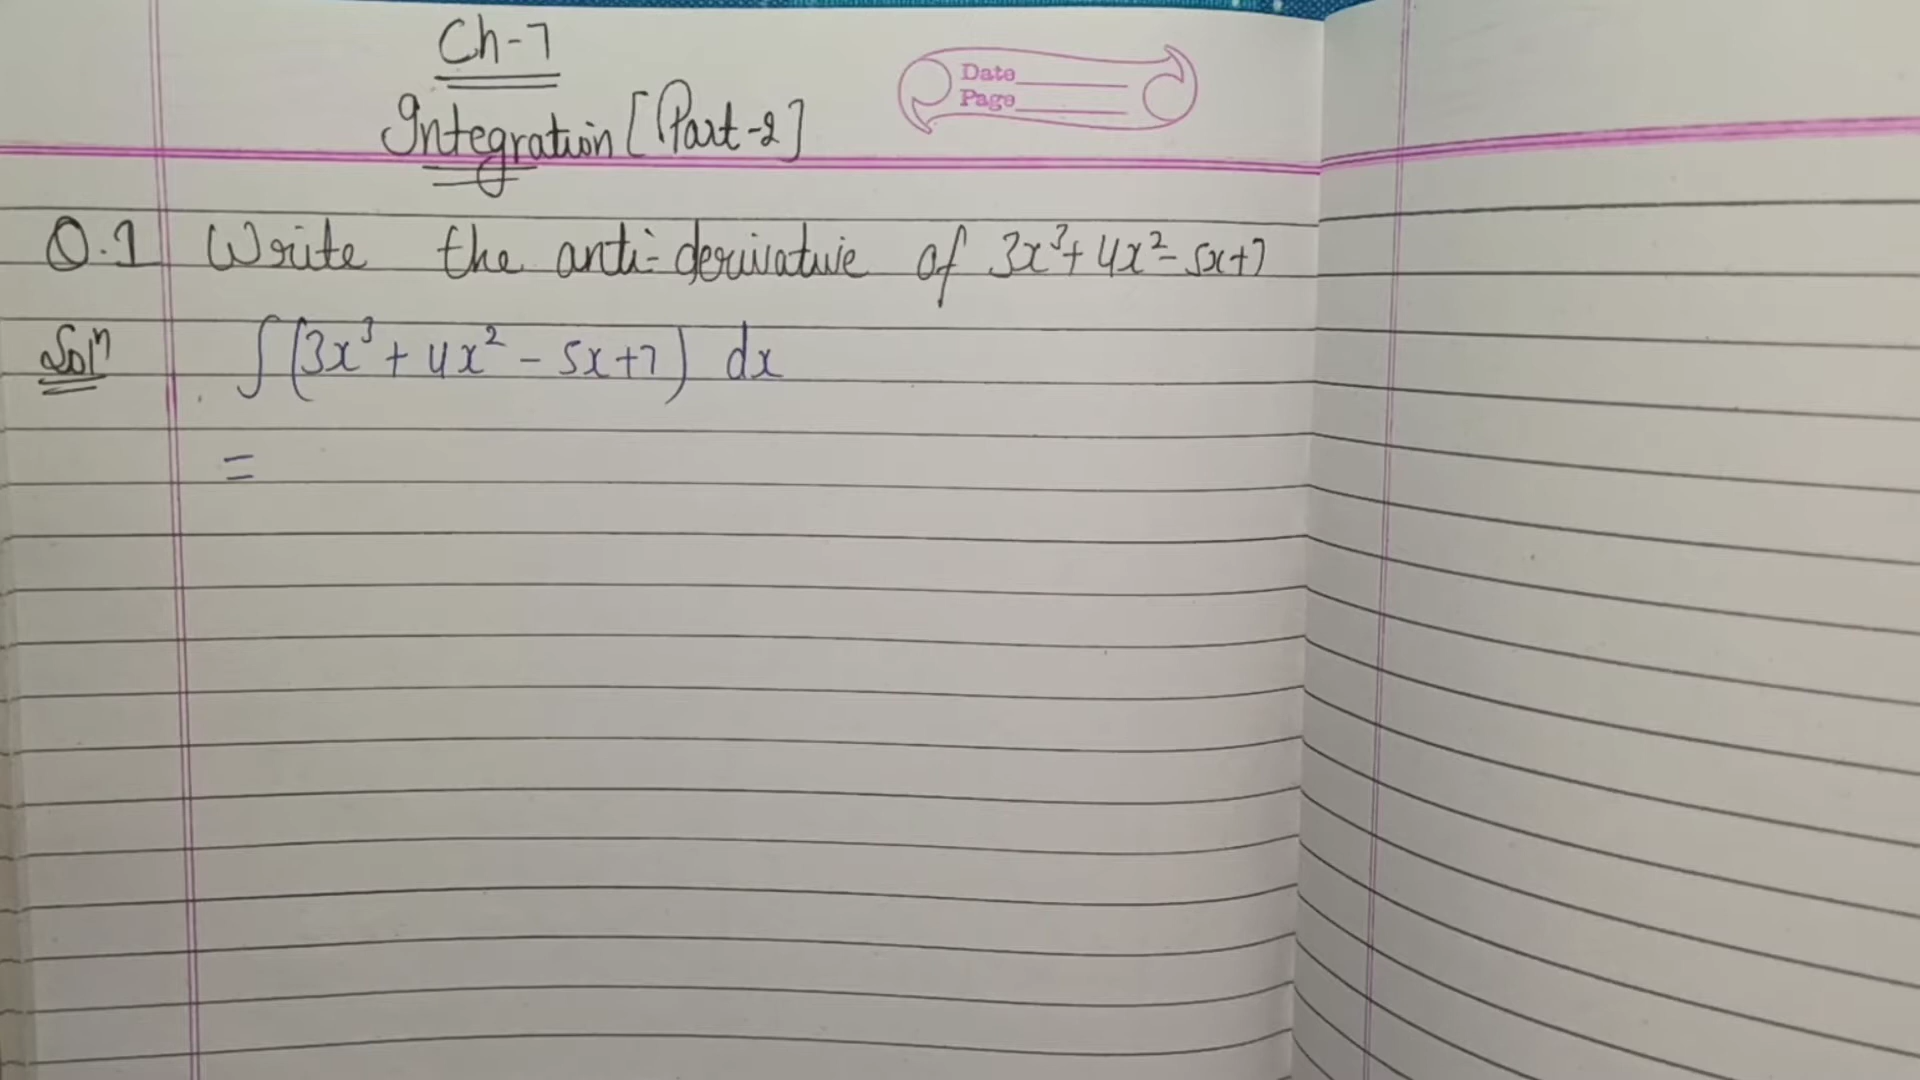 Ch-7
Integration [Part-2]
Date
Page
Q.1 Write the anti-derivative of 3x³+4x²-5x+7
Solⁿ ∫(3x³+4x²-5x+7) dx
=